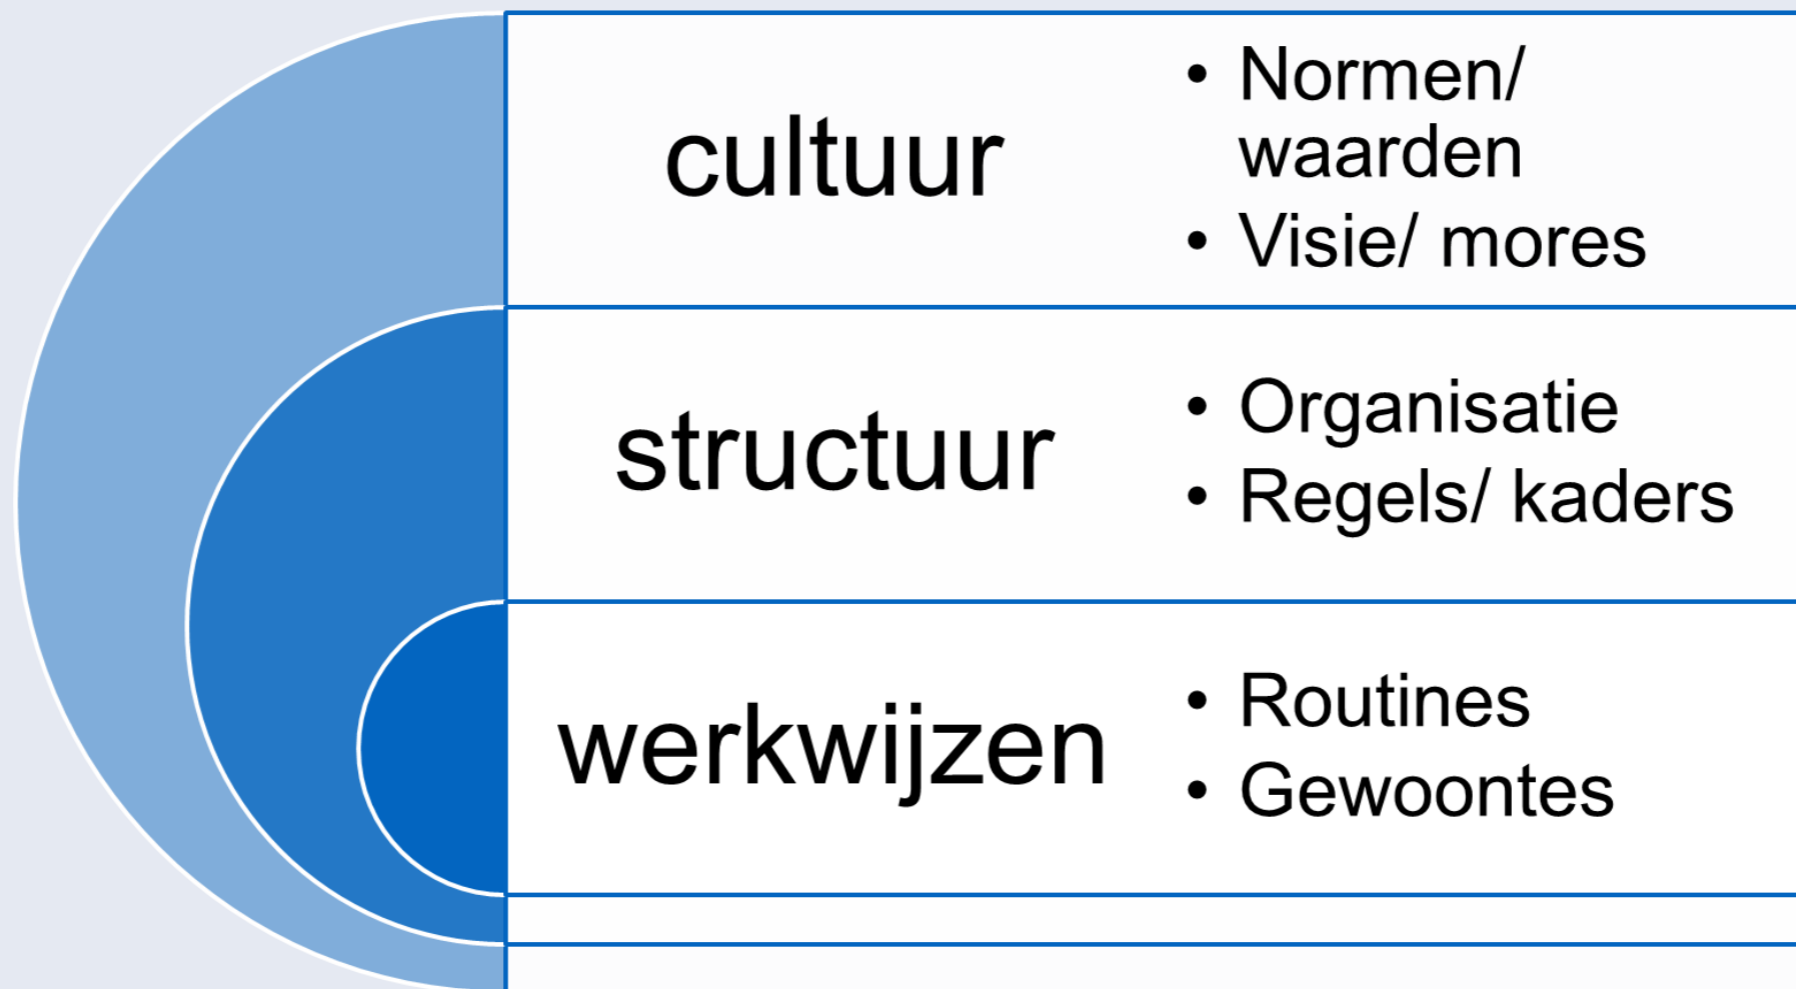 cultuur
• Normen/
waarden
• Visie/ mores
structuur
• Organisatie
• Regels/ kaders
werkwijzen
• Routines
• Gewoontes